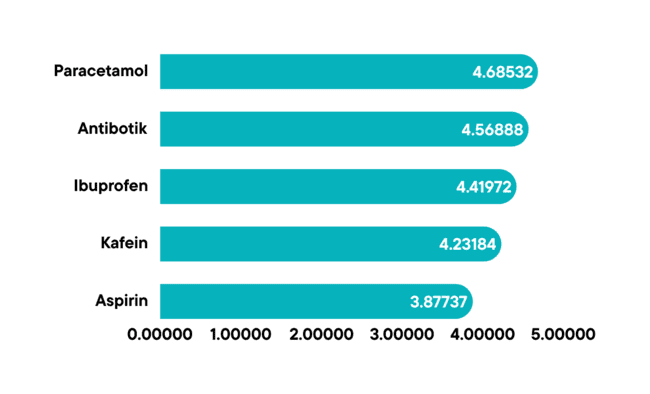 Paracetamol 4.68532
Antibotik 4.56888
Ibuprofen 4.41972
Kafein 4.23184
Aspirin 3.87737
0.00000 1.00000 2.00000 3.00000 4.00000 5.00000